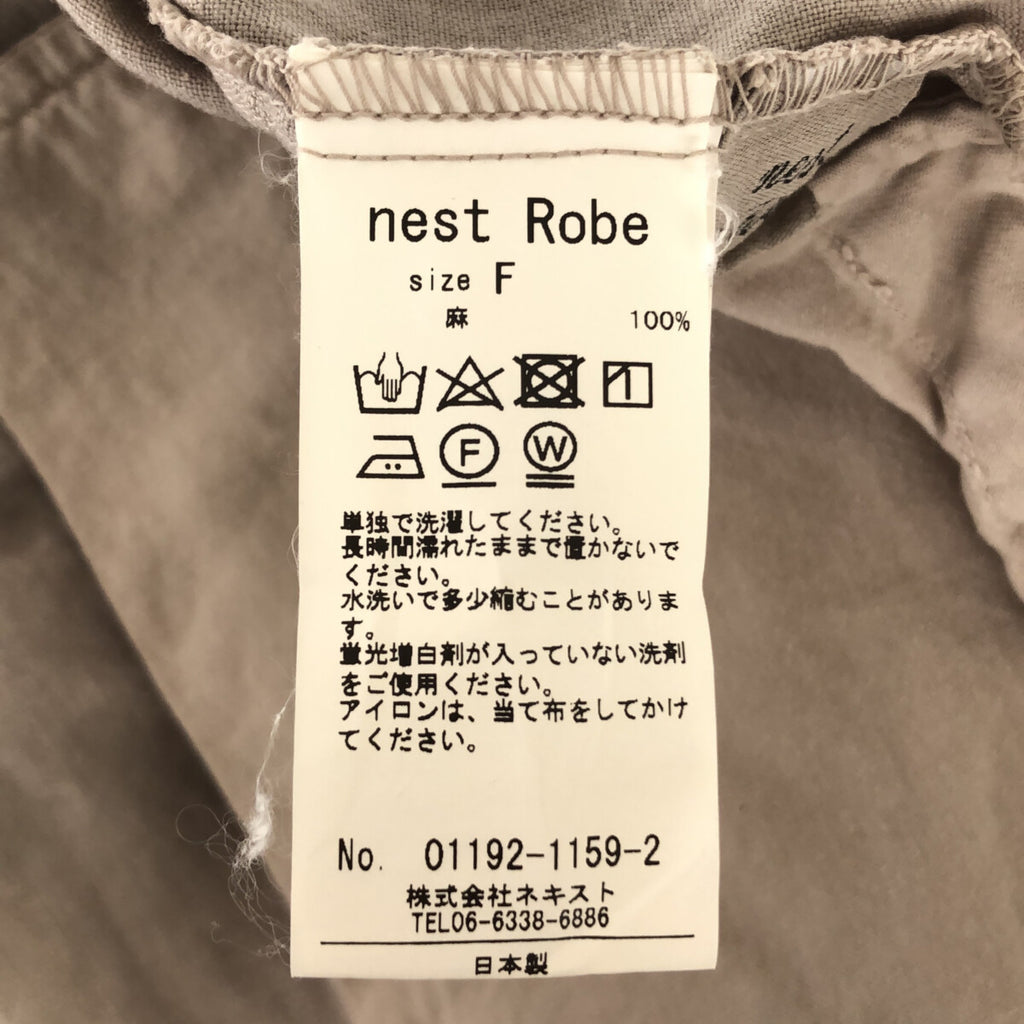 nest Robe
size F
麻 100%
F W
単独で洗濯してください。
長時間濡れたままで置かないで
ください。
水洗いで多少縮むことがありま
す。
蛍光増白剤が入っていない洗剤
をご使用ください。
アイロンは、当て布をしてかけ
てください。
No. 01192-1159-2
株式会社ネキスト
TEL06-6338-6886
日本製